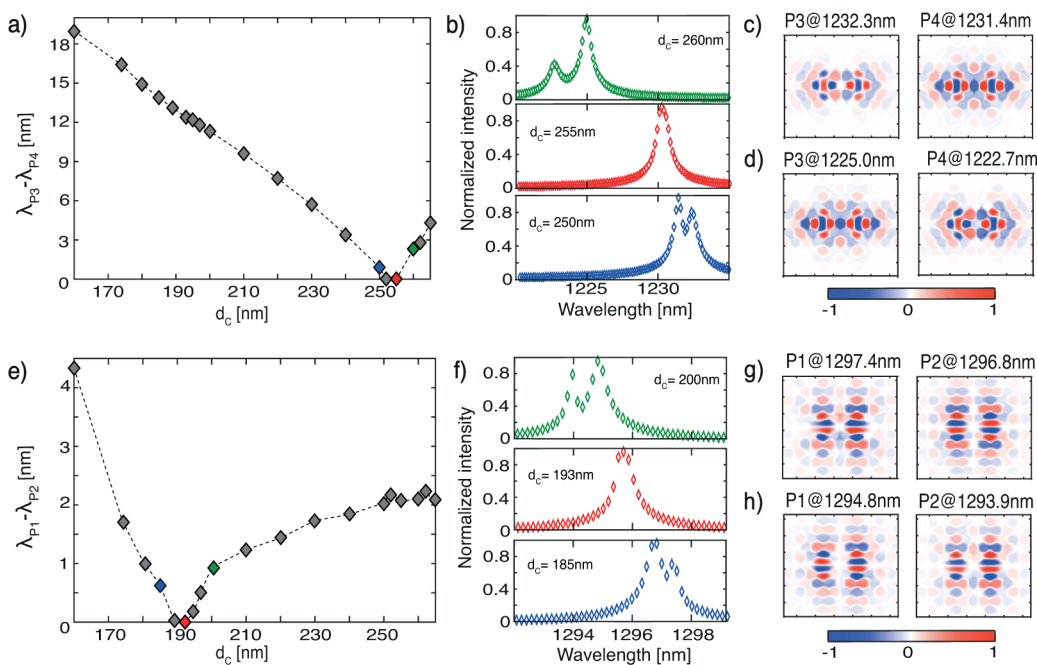 a)
18
15
12
9
6
3
0
λP3-λP4 [nm]
170 190 210 230 250
dC [nm]
b)
dC = 260nm
0.8
0.4
0
dC = 255nm
0.8
0.4
0
dC = 250nm
0.8
0.4
0
Normalized intensity
1225 1230
Wavelength [nm]
c)
P3@1232.3nm P4@1231.4nm
d)
P3@1225.0nm P4@1222.7nm
-1 0 1
e)
4
3
2
1
0
λP1-λP2 [nm]
170 190 210 230 250
dC [nm]
f)
dC = 200nm
0.8
0.4
0
dC = 193nm
0.8
0.4
0
dC = 185nm
0.8
0.4
0
Normalized intensity
1294 1296 1298
Wavelength [nm]
g)
P1@1297.4nm P2@1296.8nm
h)
P1@1294.8nm P2@1293.9nm
-1 0 1